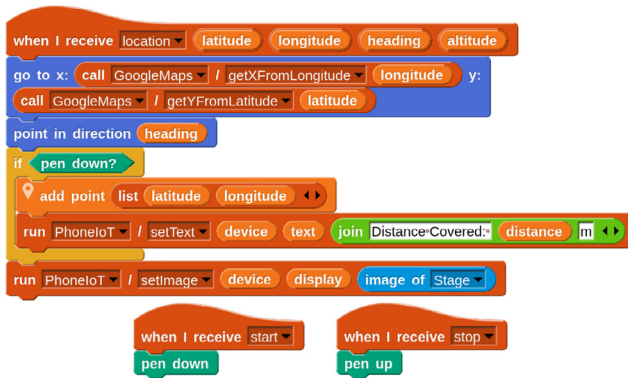 when I receive location latitude longitude heading altitude
go to x: call GoogleMaps / getXFromLongitude longitude y:
call GoogleMaps / getYFromLatitude latitude
point in direction heading
if pen down?
add point list latitude longitude
run PhoneIoT / setText device text join Distance Covered: distance m
run PhoneIoT / setImage device display image of Stage
when I receive start
pen down
when I receive stop
pen up